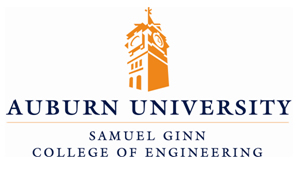 AUBURN UNIVERSITY
SAMUEL GINN
COLLEGE OF ENGINEERING